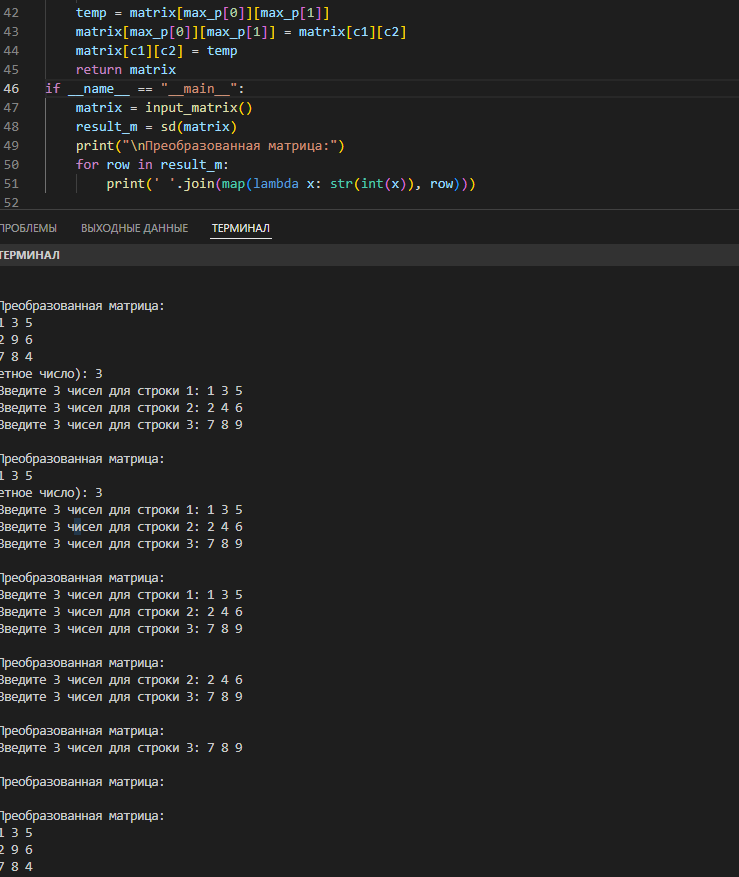 42 temp = matrix[max_p[0]][max_p[1]]
43 matrix[max_p[0]][max_p[1]] = matrix[c1][c2]
44 matrix[c1][c2] = temp
45 return matrix
46 if __name__ == "__main__":
47 matrix = input_matrix()
48 result_m = sd(matrix)
49 print("\nПреобразованная матрица:")
50 for row in result_m:
51 print(' '.join(map(lambda x: str(int(x)), row)))
52
ПРОБЛЕМЫ ВЫХОДНЫЕ ДАННЫЕ ТЕРМИНАЛ
ТЕРМИНАЛ
Преобразованная матрица:
1 3 5
2 9 6
7 8 4
етное число): 3
Введите 3 чисел для строки 1: 1 3 5
Введите 3 чисел для строки 2: 2 4 6
Введите 3 чисел для строки 3: 7 8 9
Преобразованная матрица:
1 3 5
етное число): 3
Введите 3 чисел для строки 1: 1 3 5
Введите 3 чисел для строки 2: 2 4 6
Введите 3 чисел для строки 3: 7 8 9
Преобразованная матрица:
Введите 3 чисел для строки 1: 1 3 5
Введите 3 чисел для строки 2: 2 4 6
Введите 3 чисел для строки 3: 7 8 9
Преобразованная матрица:
Введите 3 чисел для строки 2: 2 4 6
Введите 3 чисел для строки 3: 7 8 9
Преобразованная матрица:
Введите 3 чисел для строки 3: 7 8 9
Преобразованная матрица:
Преобразованная матрица:
1 3 5
2 9 6
7 8 4